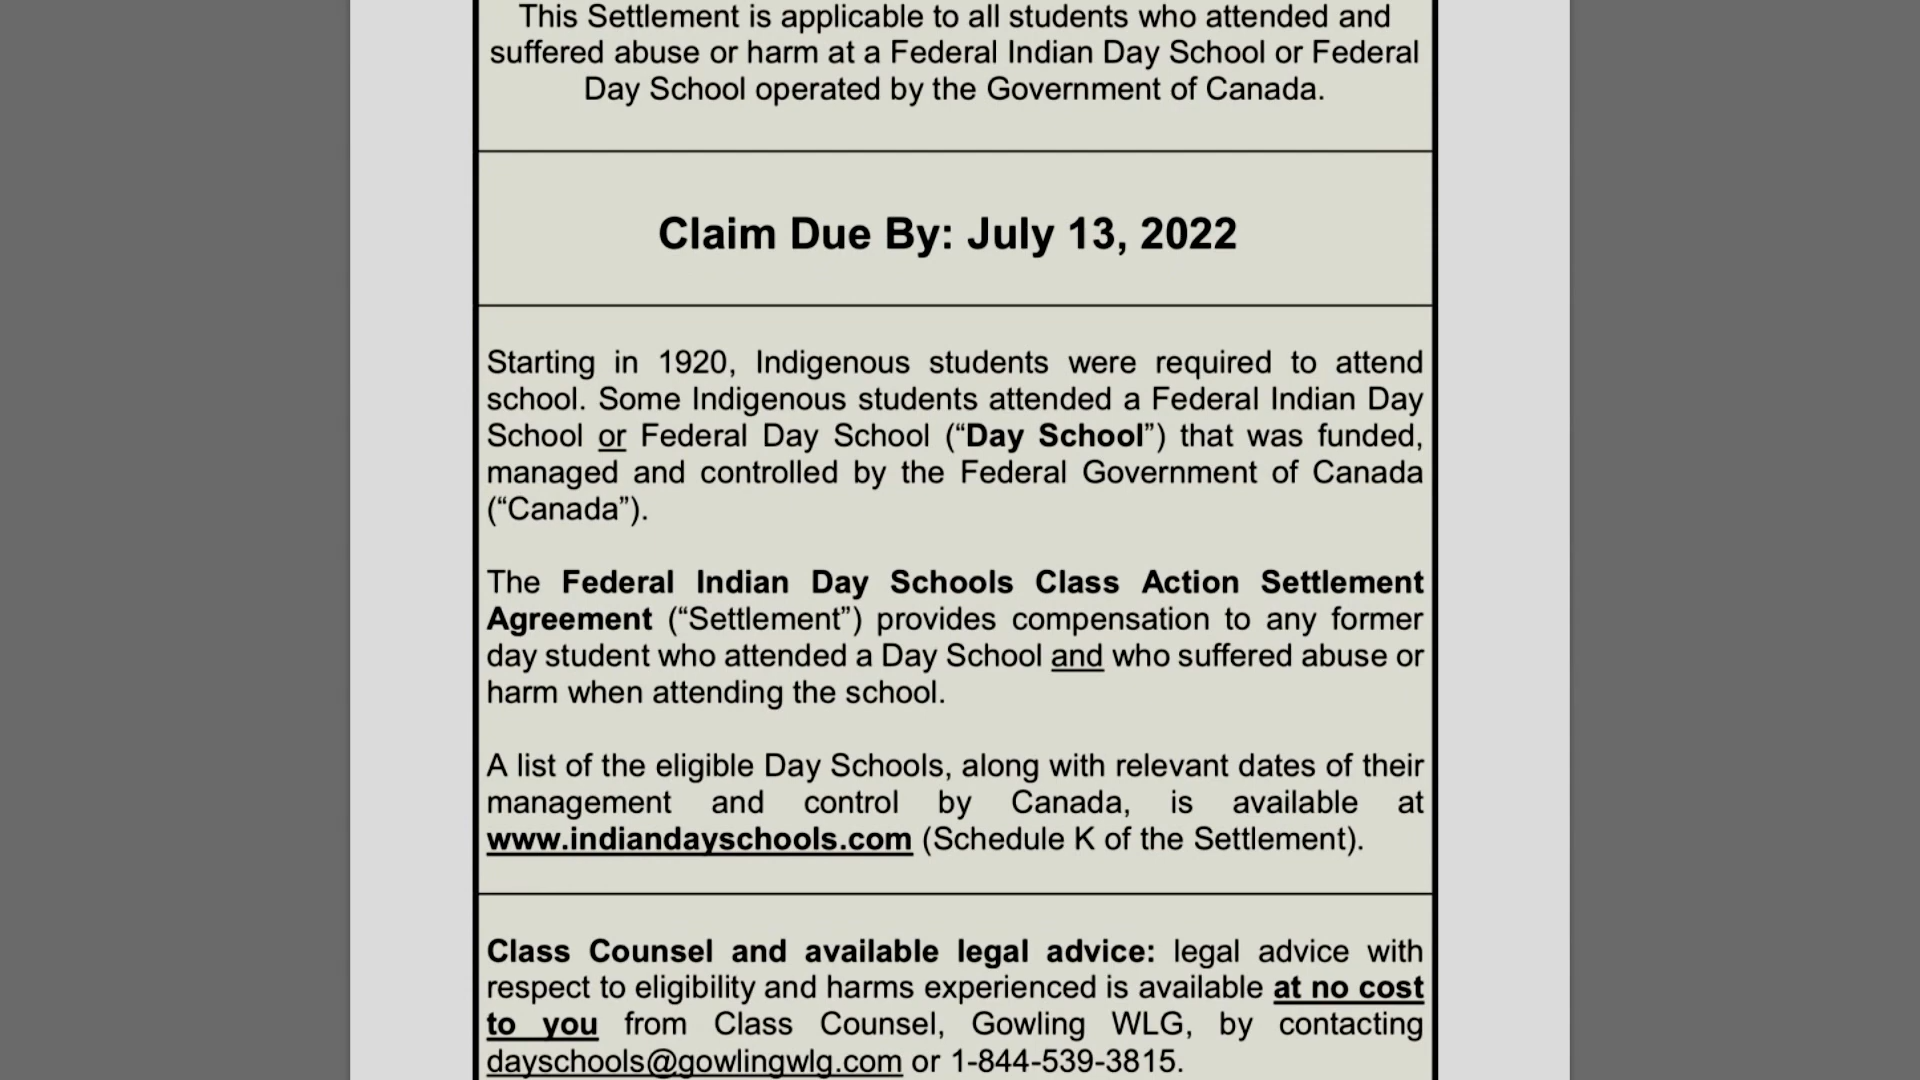 This Settlement is applicable to all students who attended and
suffered abuse or harm at a Federal Indian Day School or Federal
Day School operated by the Government of Canada.
Claim Due By: July 13, 2022
Starting in 1920, Indigenous students were required to attend
school. Some Indigenous students attended a Federal Indian Day
School or Federal Day School (“Day School”) that was funded,
managed and controlled by the Federal Government of Canada
(“Canada”).
The Federal Indian Day Schools Class Action Settlement
Agreement (“Settlement”) provides compensation to any former
day student who attended a Day School and who suffered abuse or
harm when attending the school.
A list of the eligible Day Schools, along with relevant dates of their
management and control by Canada, is available at
www.indiandayschools.com (Schedule K of the Settlement).
Class Counsel and available legal advice: legal advice with
respect to eligibility and harms experienced is available at no cost
to you from Class Counsel, Gowling WLG, by contacting
dayschools@gowlingwlg.com or 1-844-539-3815.